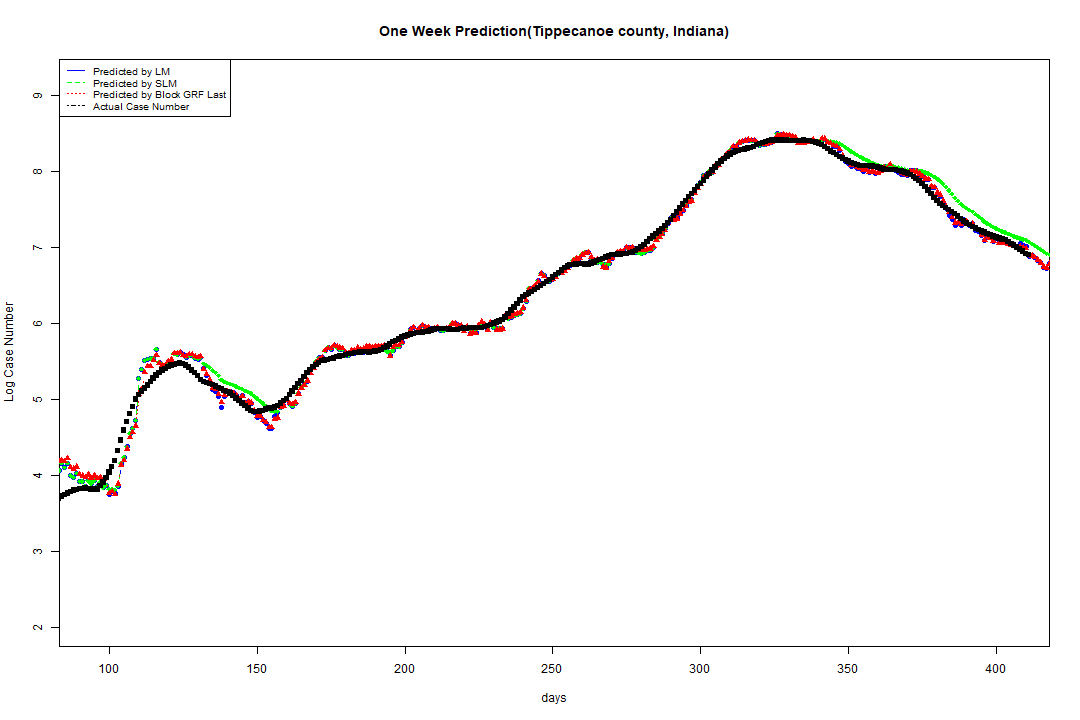 One Week Prediction(Tippecanoe county, Indiana)
Predicted by LM
Predicted by SLM
Predicted by Block GRF Last
Actual Case Number
9
8
7
6
5
4
3
2
Log Case Number
100 150 200 250 300 350 400
days